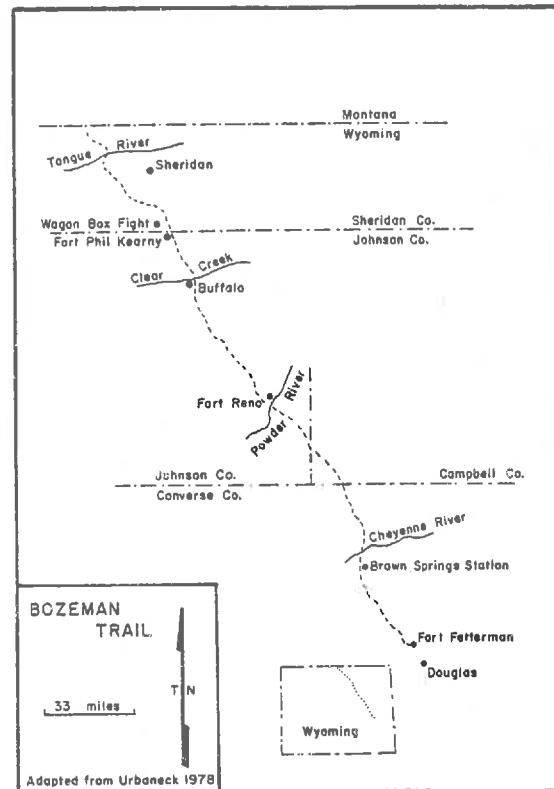 Montana
Wyoming
Tongue River
Sheridan
Wagon Box Fight
Sheridan Co.
Fort Phil Kearny
Johnson Co.
Clear Creek
Buffalo
Fort Reno
Powder River
Johnson Co.
Campbell Co.
Converse Co.
Cheyenne River
Brown Springs Station
Fort Fetterman
Douglas
BOZEMAN
TRAIL
T N
33 miles
Wyoming
Adapted from Urbaneck 1978